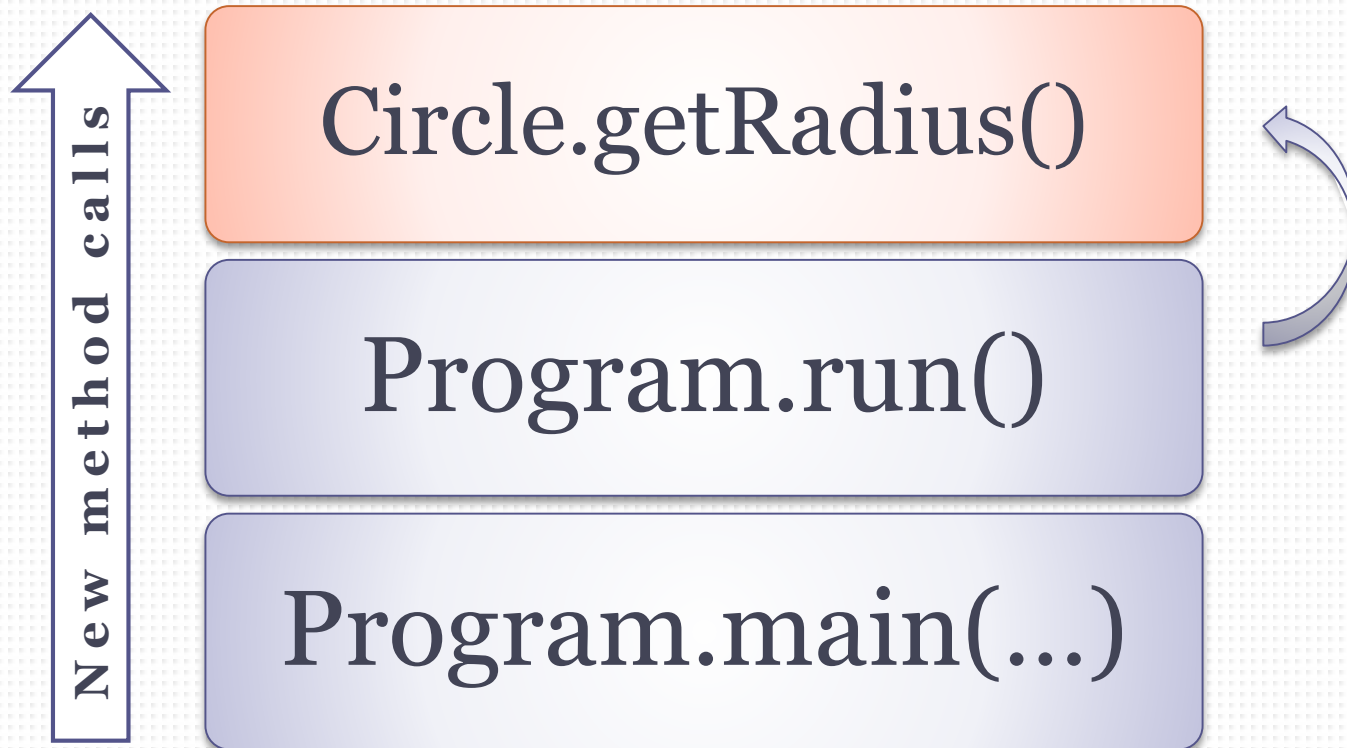 New method calls
Circle.getRadius()
Program.run()
Program.main(...)